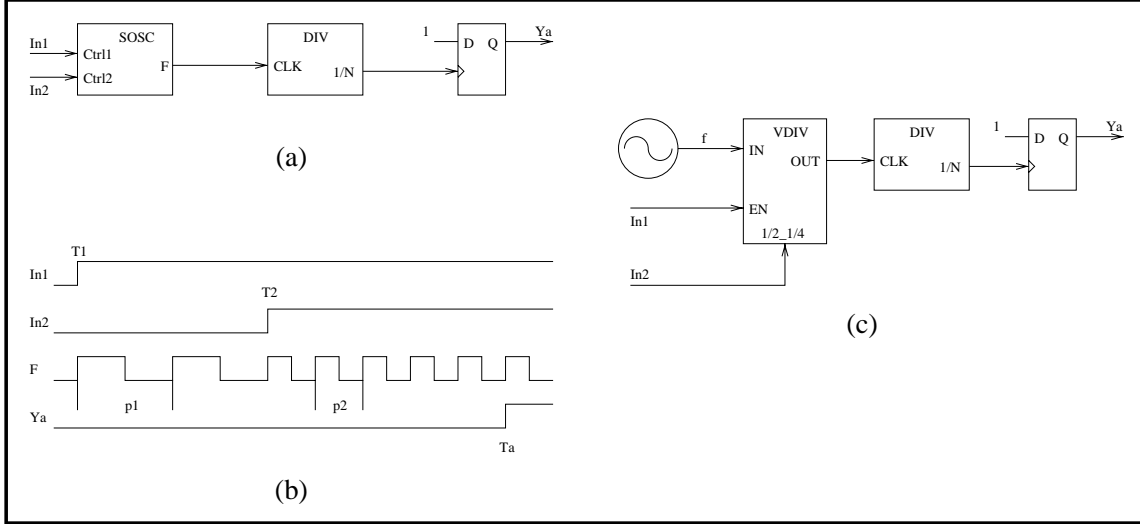 In1
In2
SOSC
Ctrl1
Ctrl2
F
DIV
CLK
1/N
1
D Q
Ya
(a)
T1
In1
T2
In2
F
p1
p2
Ya
Ta
(b)
f
In1
In2
VDIV
IN
OUT
EN
1/2_1/4
DIV
CLK
1/N
1
D Q
Ya
(c)